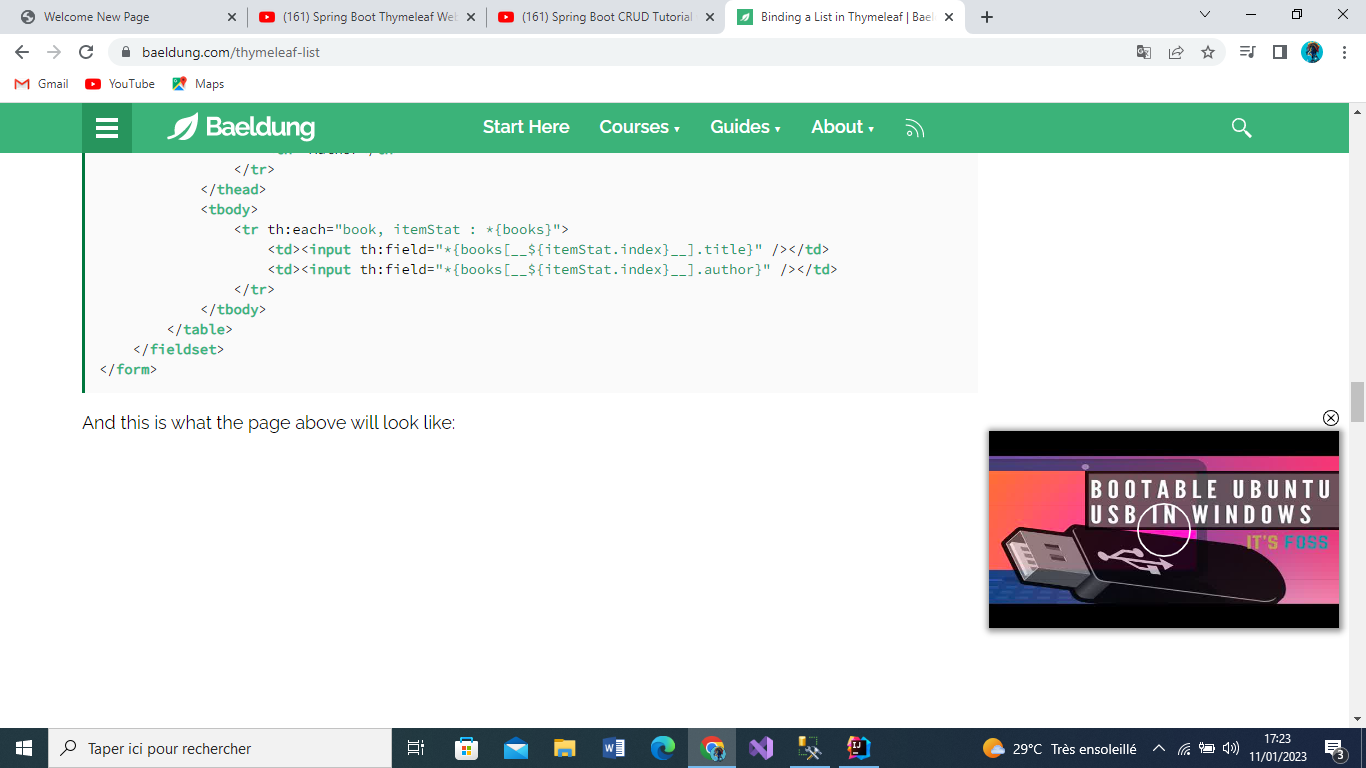 Welcome New Page
(161) Spring Boot Thymeleaf Web
(161) Spring Boot CRUD Tutorial
Binding a List in Thymeleaf | Bael
baeldung.com/thymeleaf-list
Gmail
YouTube
Maps
Baeldung
Start Here
Courses
Guides
About
</tr>
</thead>
<tbody>
<tr th:each="book, itemStat : *{books}">
<td><input th:field="*{books[__${itemStat.index}__].title}" /></td>
<td><input th:field="*{books[__${itemStat.index}__].author}" /></td>
</tr>
</tbody>
</table>
</fieldset>
</form>
And this is what the page above will look like:
BOOTABLE UBUNTU
USB IN WINDOWS
IT'S FOSS
Taper ici pour rechercher
29°C Très ensoleillé
17:23
11/01/2023
3